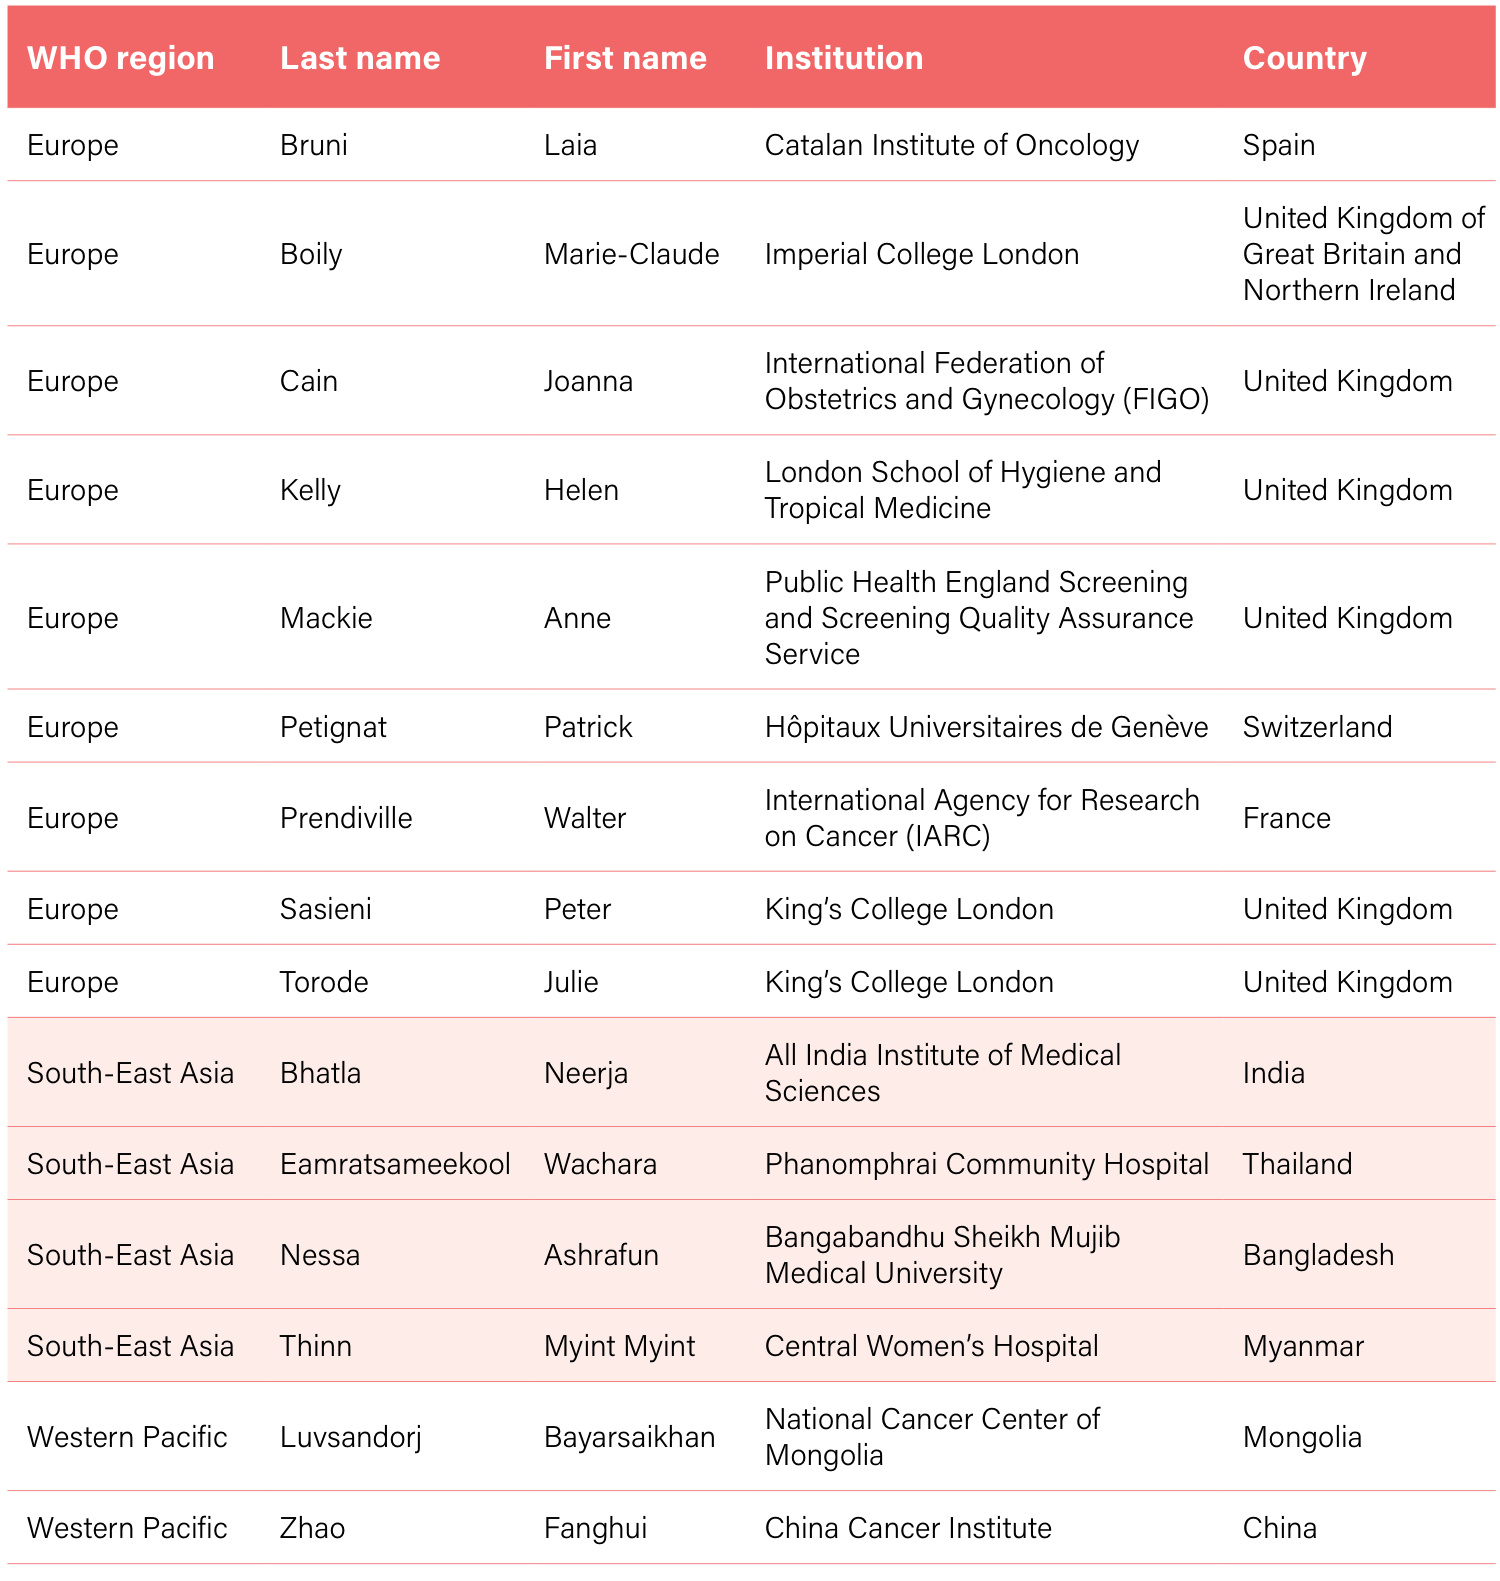 WHO region Last name First name Institution Country
Europe Bruni Laia Catalan Institute of Oncology Spain
Europe Boily Marie-Claude Imperial College London United Kingdom of
Great Britain and
Northern Ireland
Europe Cain Joanna International Federation of
Obstetrics and Gynecology (FIGO) United Kingdom
Europe Kelly Helen London School of Hygiene and
Tropical Medicine United Kingdom
Europe Mackie Anne Public Health England Screening
and Screening Quality Assurance
Service United Kingdom
Europe Petignat Patrick Hôpitaux Universitaires de Genève Switzerland
Europe Prendiville Walter International Agency for Research
on Cancer (IARC) France
Europe Sasieni Peter King’s College London United Kingdom
Europe Torode Julie King’s College London United Kingdom
South-East Asia Bhatla Neerja All India Institute of Medical
Sciences India
South-East Asia Eamratsameekool Wachara Phanomphrai Community Hospital Thailand
South-East Asia Nessa Ashrafun Bangabandhu Sheikh Mujib
Medical University Bangladesh
South-East Asia Thinn Myint Myint Central Women’s Hospital Myanmar
Western Pacific Luvsandorj Bayarsaikhan National Cancer Center of
Mongolia Mongolia
Western Pacific Zhao Fanghui China Cancer Institute China